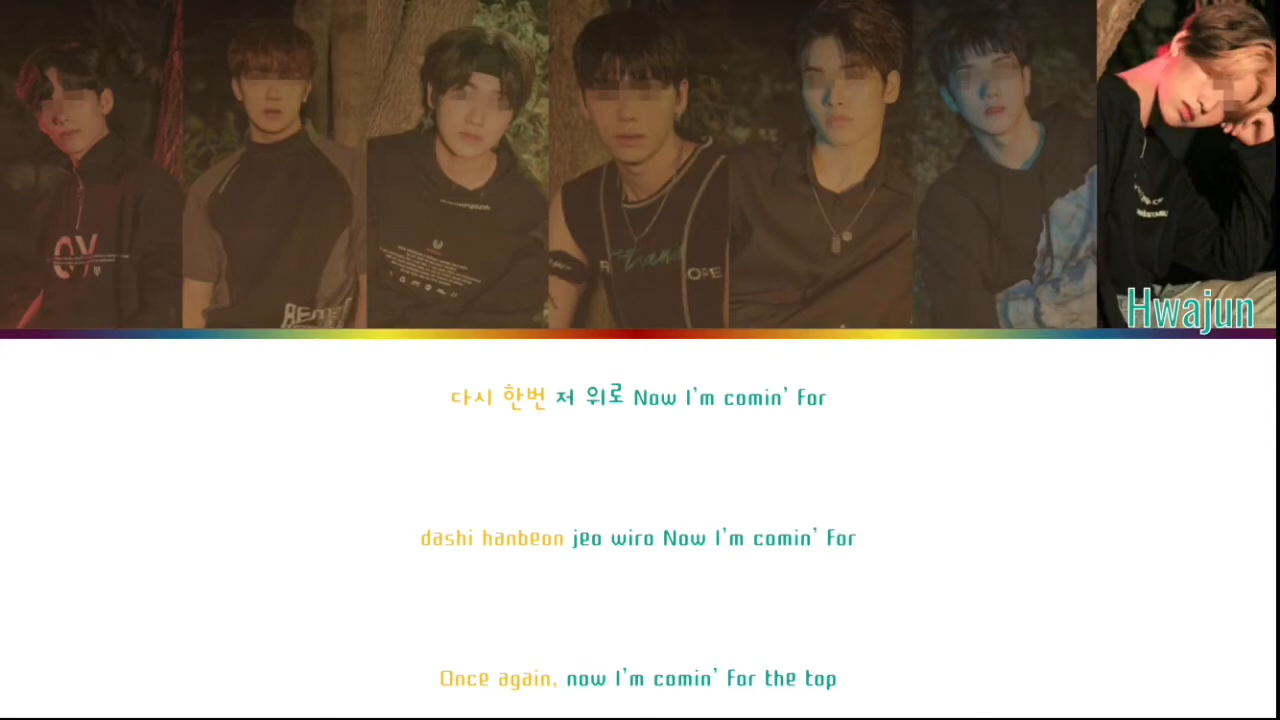 Hwajun
다시 한번 저 위로 Now I'm comin' for
dashi hanbeon jeo wiro Now I'm comin' for
Once again, now I'm comin' for the top